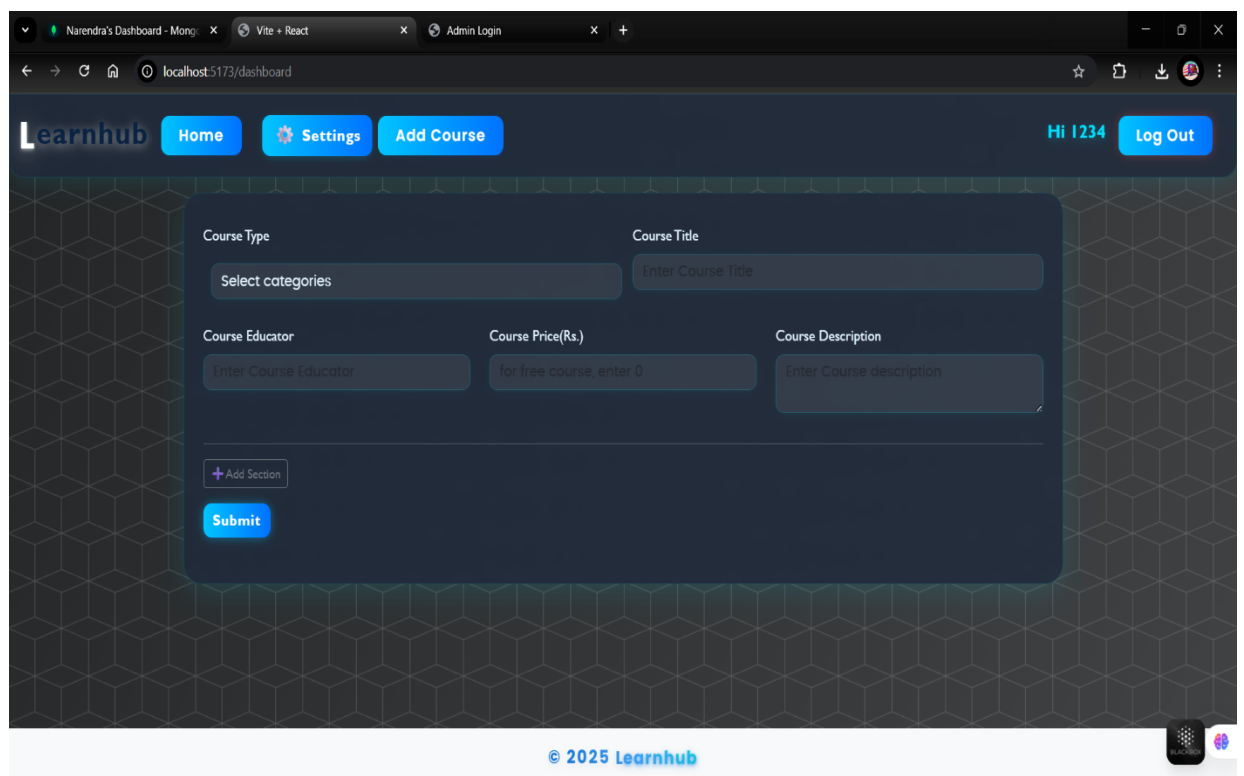 Narendra's Dashboard - Mong
Vite + React
Admin Login
localhost:5173/dashboard
Learnhub
Home
⚙️ Settings
Add Course
Hi 1234
Log Out
Course Type
Course Title
Select categories
Enter Course Title
Course Educator
Course Price(Rs.)
Course Description
Enter Course Educator
for free course, enter 0
Enter Course description
Add Section
Submit
© 2025 Learnhub
BLACKBOX